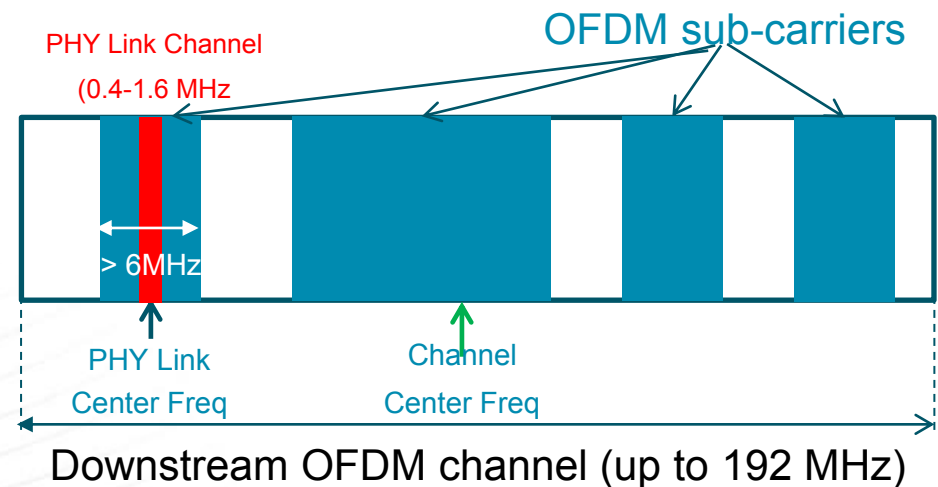 OFDM sub-carriers
PHY Link Channel
(0.4-1.6 MHz
> 6MHz
PHY Link
Center Freq
Channel
Center Freq
Downstream OFDM channel (up to 192 MHz)